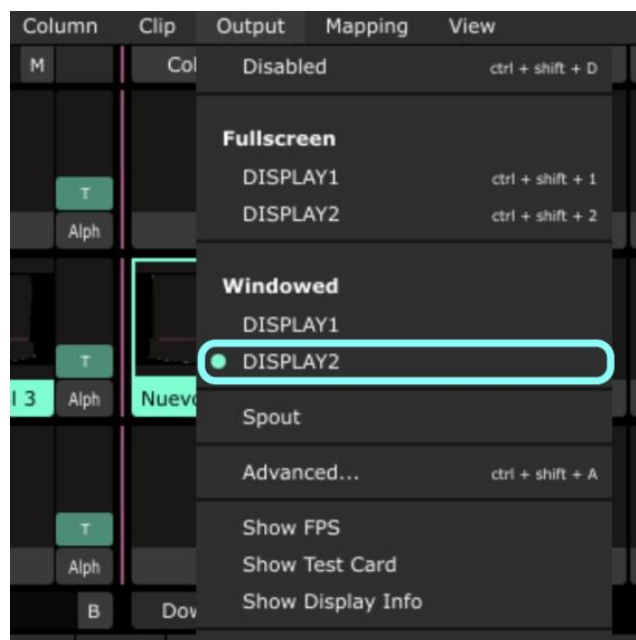 Column Clip Output Mapping View
M Col Disabled ctrl + shift + D
Fullscreen
T DISPLAY1 ctrl + shift + 1
Alph DISPLAY2 ctrl + shift + 2
Windowed
DISPLAY1
T DISPLAY2
l 3 Alph Nuevo Spout
Advanced... ctrl + shift + A
T Show FPS
Alph Show Test Card
B Dov Show Display Info